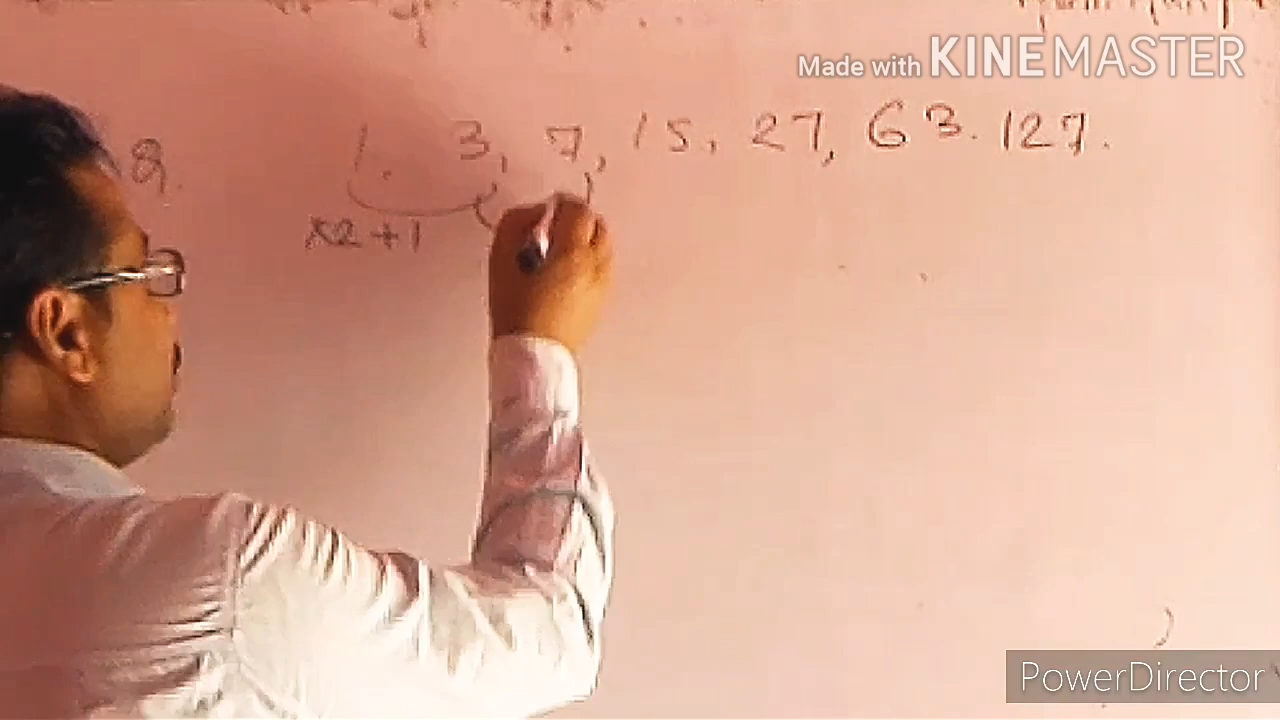 Made with KINEMASTER
8. 1. 3, 7, 15, 27, 63. 127.
×2+1
PowerDirector